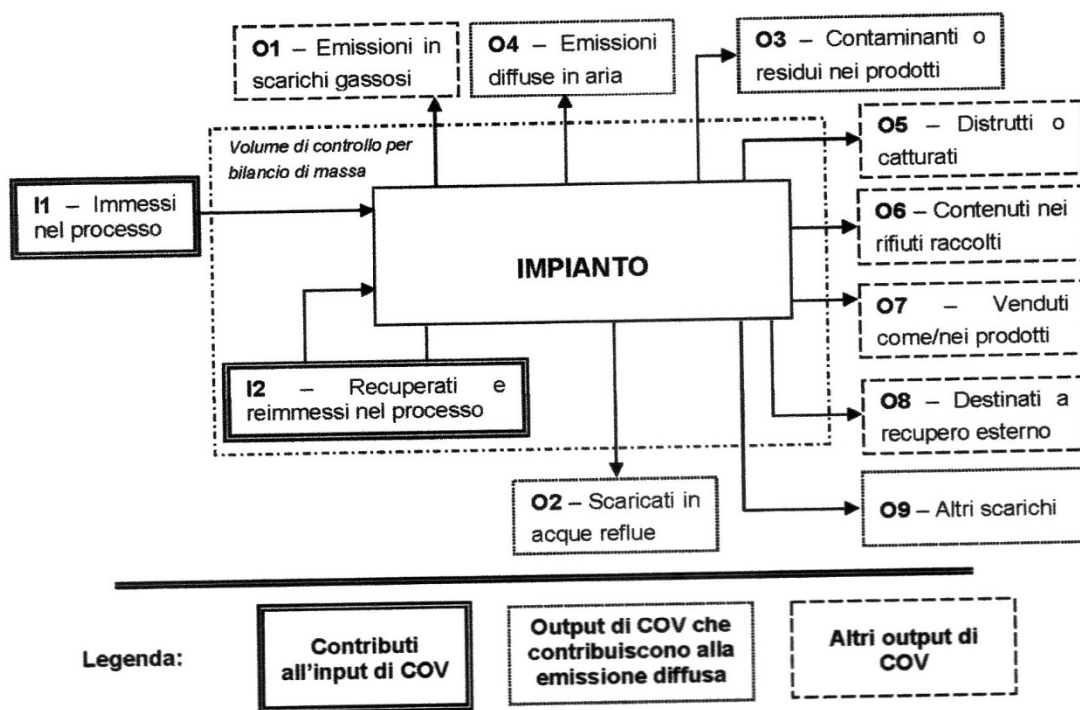 O1 – Emissioni in
scarichi gassosi
O4 – Emissioni
diffuse in aria
O3 – Contaminanti o
residui nei prodotti
Volume di controllo per
bilancio di massa
O5 – Distrutti o
catturati
I1 – Immessi
nel processo
O6 – Contenuti nei
rifiuti raccolti
IMPIANTO
O7 – Venduti
come/nei prodotti
I2 – Recuperati e
reimmessi nel processo
O8 – Destinati a
recupero esterno
O2 – Scaricati in
acque reflue
O9 – Altri scarichi
Legenda:
Contributi
all'input di COV
Output di COV che
contribuiscono alla
emissione diffusa
Altri output di
COV